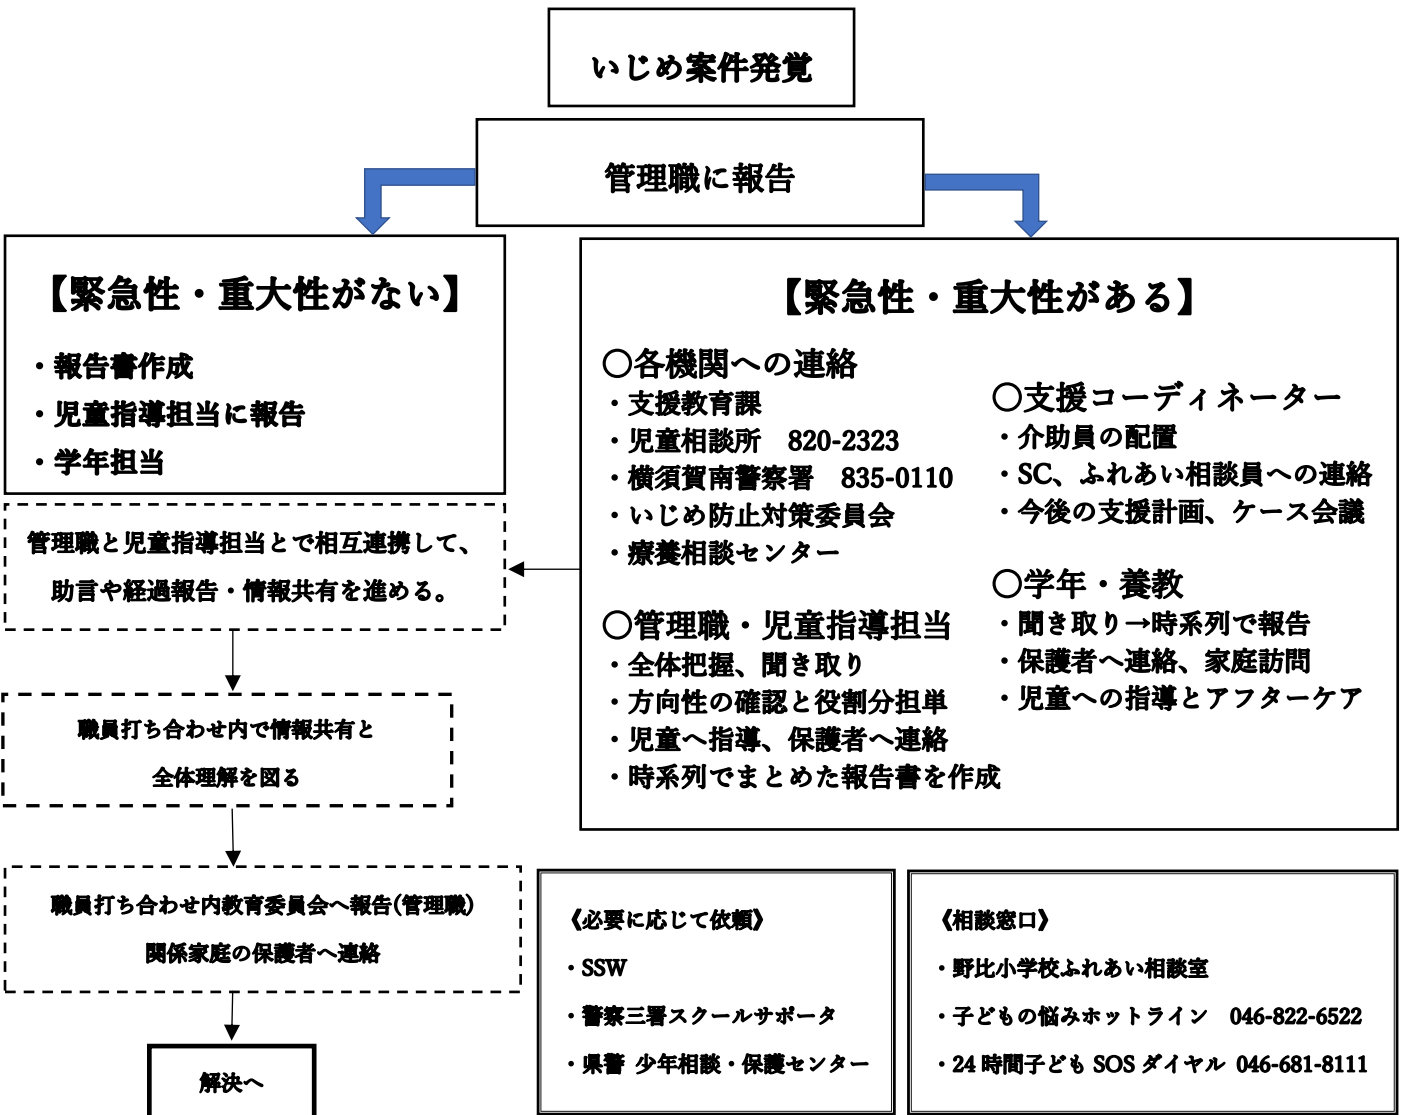 いじめ案件発覚
管理職に報告
【緊急性・重大性がない】
・報告書作成
・児童指導担当に報告
・学年担当
【緊急性・重大性がある】
〇各機関への連絡
・支援教育課
・児童相談所　820-2323
・横須賀南警察署　835-0110
・いじめ防止対策委員会
・療養相談センター
〇管理職・児童指導担当
・全体把握、聞き取り
・方向性の確認と役割分担単
・児童へ指導、保護者へ連絡
・時系列でまとめた報告書を作成
〇支援コーディネーター
・介助員の配置
・SC、ふれあい相談員への連絡
・今後の支援計画、ケース会議
〇学年・養教
・聞き取り→時系列で報告
・保護者へ連絡、家庭訪問
・児童への指導とアフターケア
管理職と児童指導担当とで相互連携して、
助言や経過報告・情報共有を進める。
職員打ち合わせ内で情報共有と
全体理解を図る
職員打ち合わせ内教育委員会へ報告(管理職)
関係家庭の保護者へ連絡
解決へ
《必要に応じて依頼》
・SSW
・警察三署スクールサポータ
・県警 少年相談・保護センター
《相談窓口》
・野比小学校ふれあい相談室
・子どもの悩みホットライン　046-822-6522
・24 時間子ども SOS ダイヤル 046-681-8111